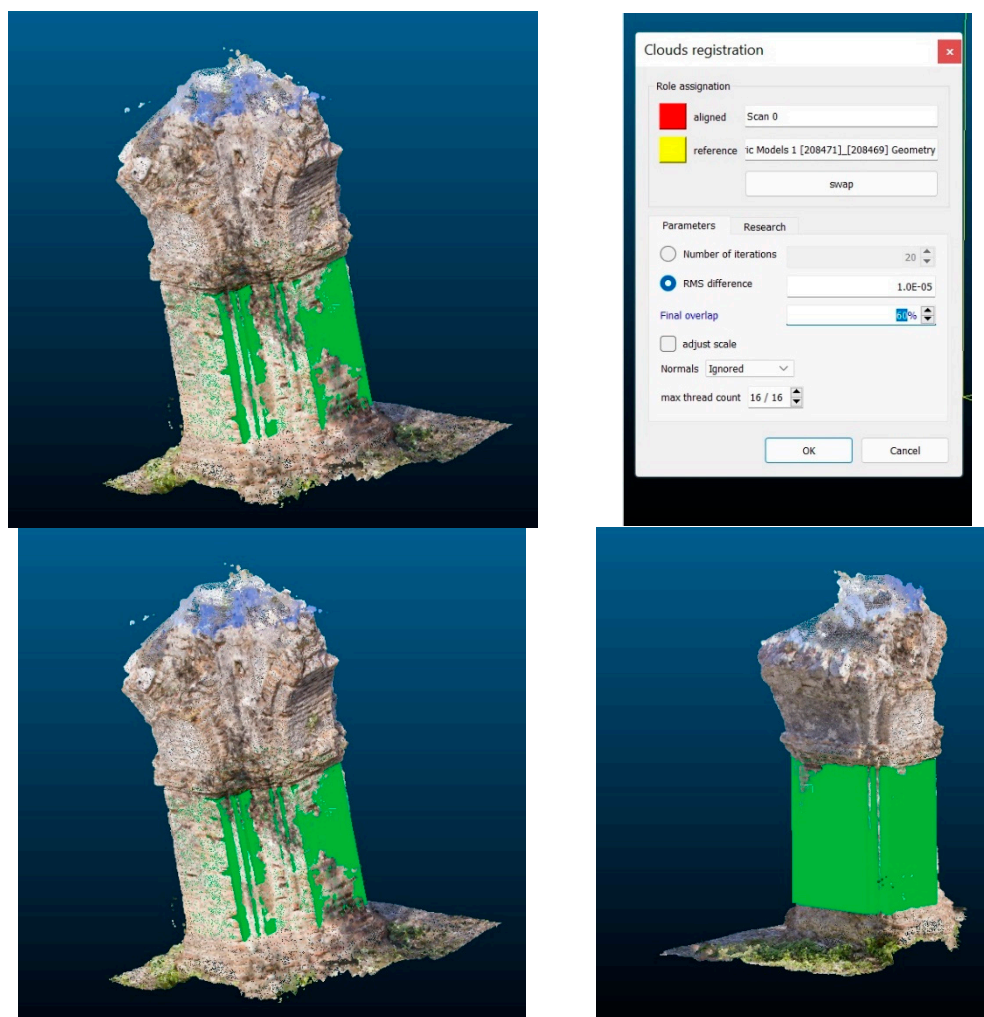 Clouds registration
Role assignation
aligned Scan 0
reference ic Models 1 [208471]_[208469] Geometry
swap
Parameters Research
Number of iterations 20
RMS difference 1.0E-05
Final overlap 60%
adjust scale
Normals Ignored
max thread count 16 / 16
OK Cancel